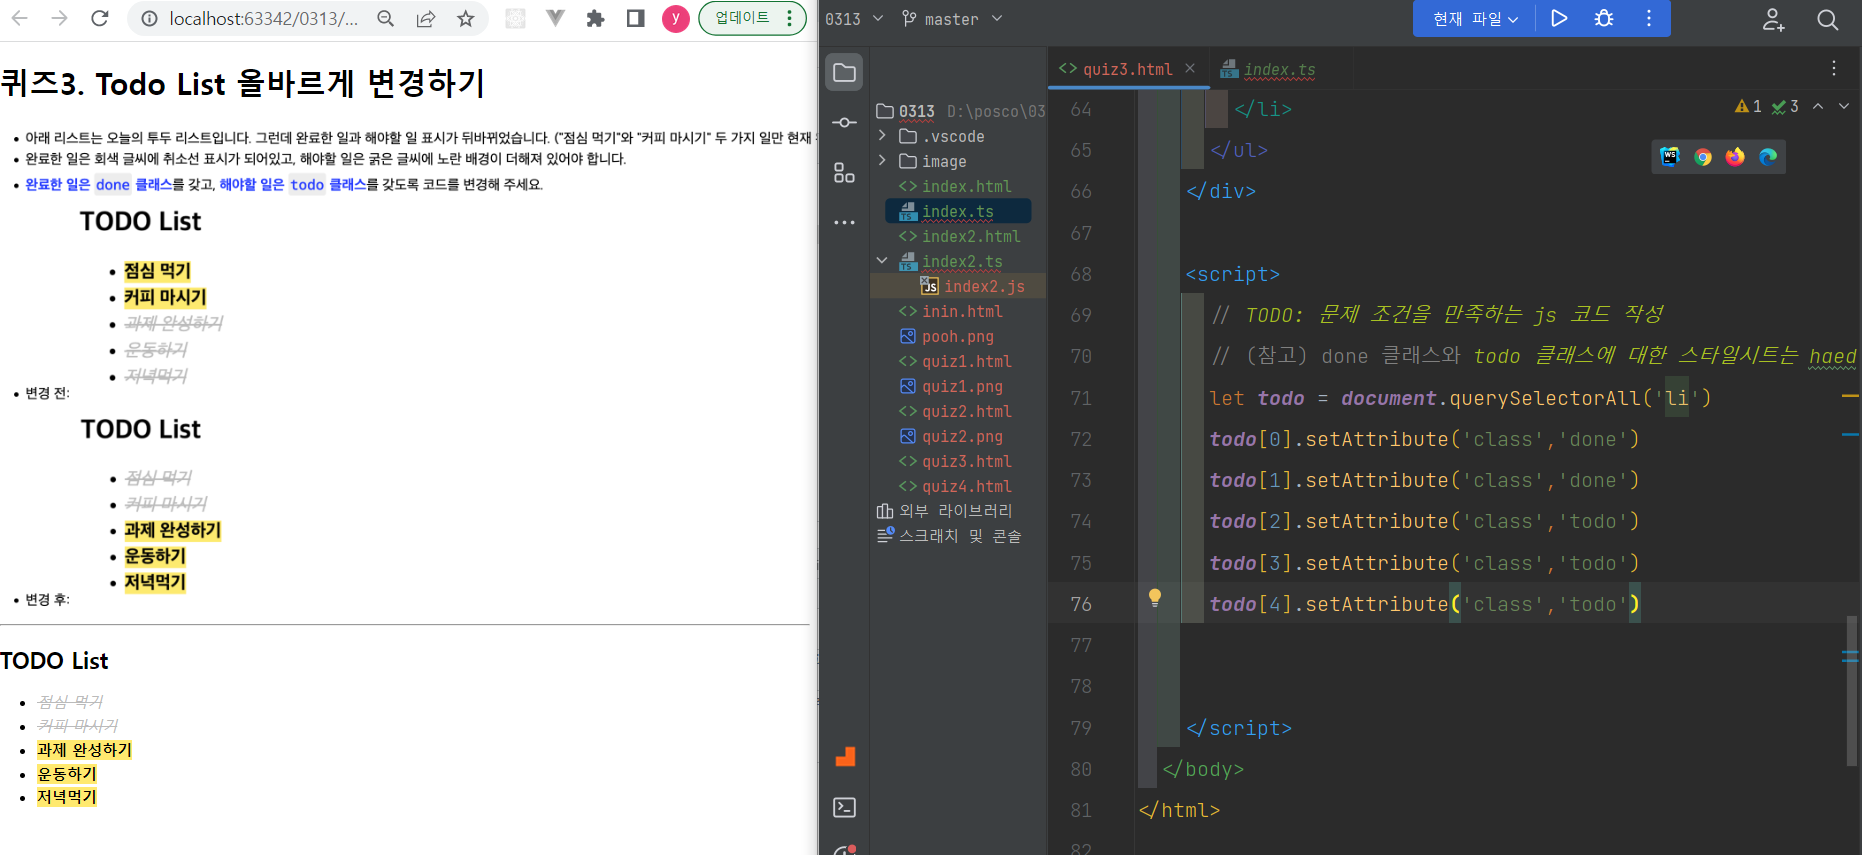 localhost:63342/0313/...
y
업데이트
퀴즈3. Todo List 올바르게 변경하기
아래 리스트는 오늘의 투두 리스트입니다. 그런데 완료한 일과 해야할 일 표시가 뒤바뀌었습니다. ("점심 먹기"와 "커피 마시기" 두 가지 일만 현재
완료한 일은 회색 글씨에 취소선 표시가 되어있고, 해야할 일은 굵은 글씨에 노란 배경이 더해져 있어야 합니다.
완료한 일은 done 클래스를 갖고, 해야할 일은 todo 클래스를 갖도록 코드를 변경해 주세요.
TODO List
점심 먹기
커피 마시기
과제 완성하기
운동하기
저녁먹기
변경 전:
TODO List
점심 먹기
커피 마시기
과제 완성하기
운동하기
저녁먹기
변경 후:
TODO List
점심 먹기
커피 마시기
과제 완성하기
운동하기
저녁먹기
0313
master
현재 파일
0313 D:\posco\03
.vscode
image
index.html
index.ts
index2.html
index2.ts
index2.js
inin.html
pooh.png
quiz1.html
quiz1.png
quiz2.html
quiz2.png
quiz3.html
quiz4.html
외부 라이브러리
스크래치 및 콘솔
quiz3.html
index.ts
1 3
64 </li>
65 </ul>
66 </div>
67
68 <script>
69 // TODO: 문제 조건을 만족하는 js 코드 작성
70 // (참고) done 클래스와 todo 클래스에 대한 스타일시트는 haed
71 let todo = document.querySelectorAll('li')
72 todo[0].setAttribute('class','done')
73 todo[1].setAttribute('class','done')
74 todo[2].setAttribute('class','todo')
75 todo[3].setAttribute('class','todo')
76 todo[4].setAttribute('class','todo')
77
78
79 </script>
80 </body>
81 </html>
82